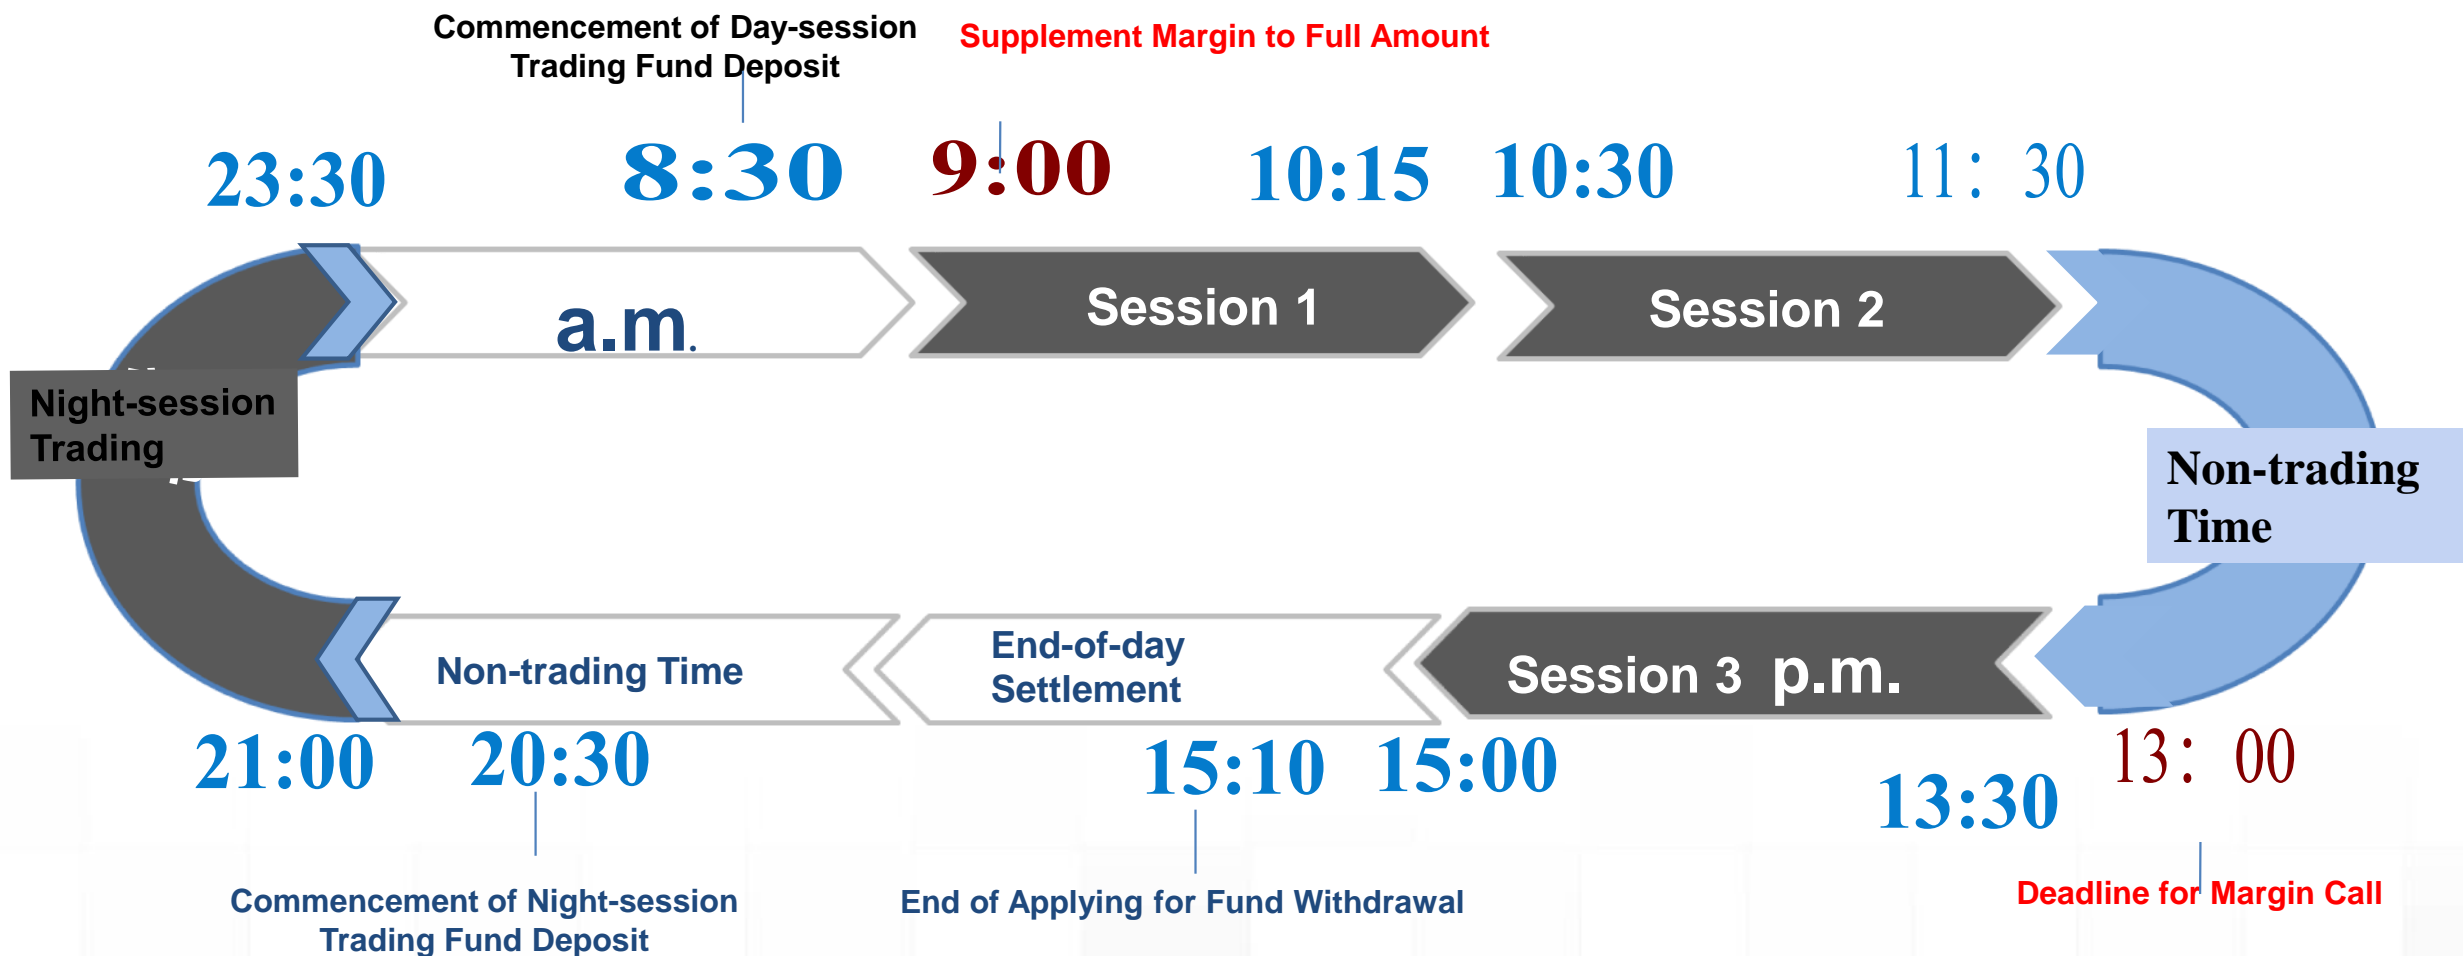 Commencement of Day-session
Trading Fund Deposit
Supplement Margin to Full Amount
23:30
8:30
9:00
10:15
10:30
11: 30
a.m.
Session 1
Session 2
Night-session
Trading
Non-trading
Time
Non-trading Time
End-of-day
Settlement
Session 3 p.m.
21:00
20:30
15:10
15:00
13:30
13: 00
Commencement of Night-session
Trading Fund Deposit
End of Applying for Fund Withdrawal
Deadline for Margin Call